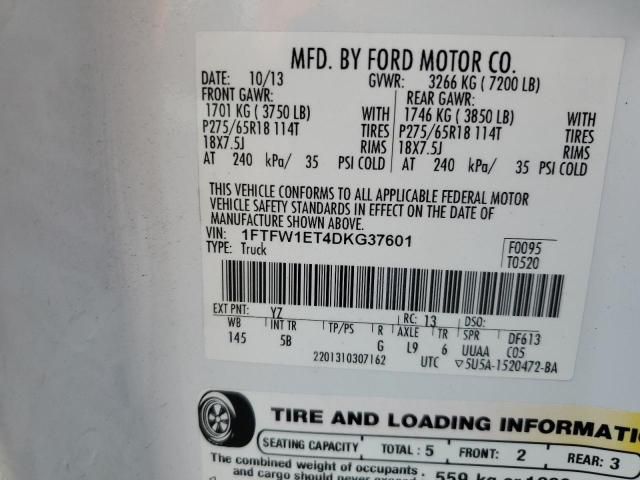 MFD. BY FORD MOTOR CO.
DATE: 10/13 GVWR: 3266 KG ( 7200 LB)
FRONT GAWR: REAR GAWR:
1701 KG ( 3750 LB) WITH 1746 KG ( 3850 LB) WITH
P275/65R18 114T TIRES P275/65R18 114T TIRES
18X7.5J RIMS 18X7.5J RIMS
AT 240 kPa/ 35 PSI COLD AT 240 kPa/ 35 PSI COLD
THIS VEHICLE CONFORMS TO ALL APPLICABLE FEDERAL MOTOR
VEHICLE SAFETY STANDARDS IN EFFECT ON THE DATE OF
MANUFACTURE SHOWN ABOVE.
VIN: 1FTFW1ET4DKG37601 F0095
TYPE: Truck T0520
EXT PNT: YZ RC: 13 DSO:
WB INT TR TP/PS R AXLE TR SPR DF613
145 5B G L9 6 UUAA C05
2201310307162 UTC ▽5U5A-1520472-BA
TIRE AND LOADING INFORMATIO
SEATING CAPACITY TOTAL : 5 FRONT: 2 REAR: 3
The combined weight of occupants
and cargo should never exceed 559 kg or